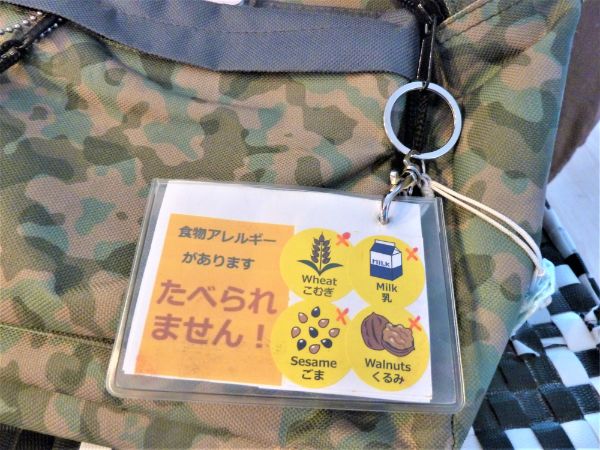 食物アレルギー
があります
たべられ
ません！
Wheat
こむぎ
MILK
Milk
乳
Sesame
ごま
Walnuts
くるみ